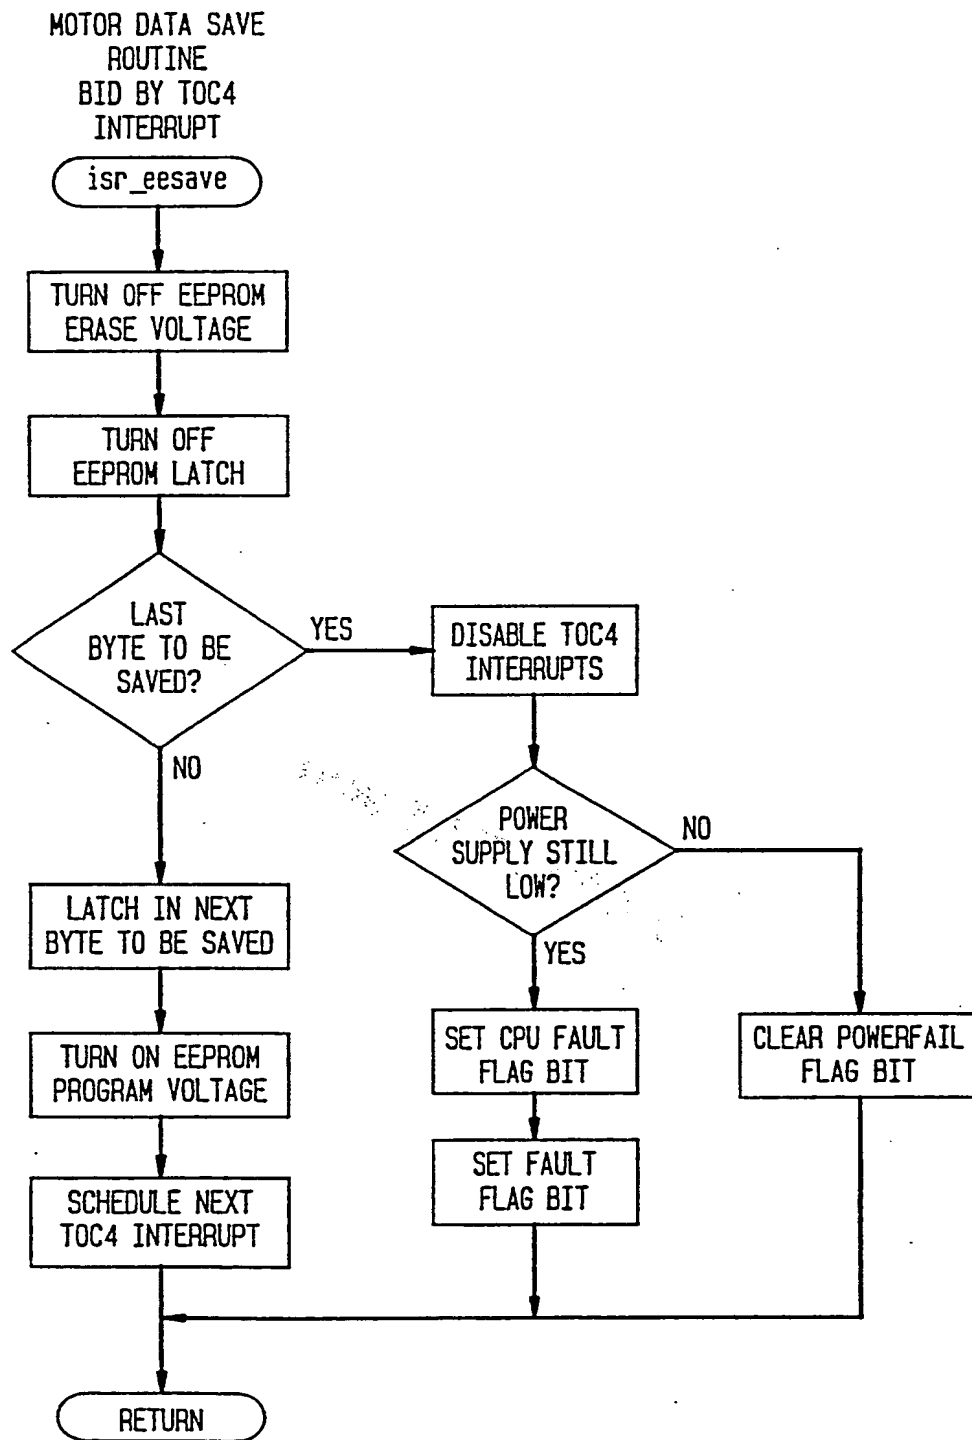 MOTOR DATA SAVE
ROUTINE
BID BY TOC4
INTERRUPT
isr_eesave
TURN OFF EEPROM
ERASE VOLTAGE
TURN OFF
EEPROM LATCH
LAST
BYTE TO BE
SAVED?
YES
DISABLE TOC4
INTERRUPTS
NO
POWER
SUPPLY STILL
LOW?
NO
YES
LATCH IN NEXT
BYTE TO BE SAVED
TURN ON EEPROM
PROGRAM VOLTAGE
SCHEDULE NEXT
TOC4 INTERRUPT
SET CPU FAULT
FLAG BIT
SET FAULT
FLAG BIT
CLEAR POWERFAIL
FLAG BIT
RETURN